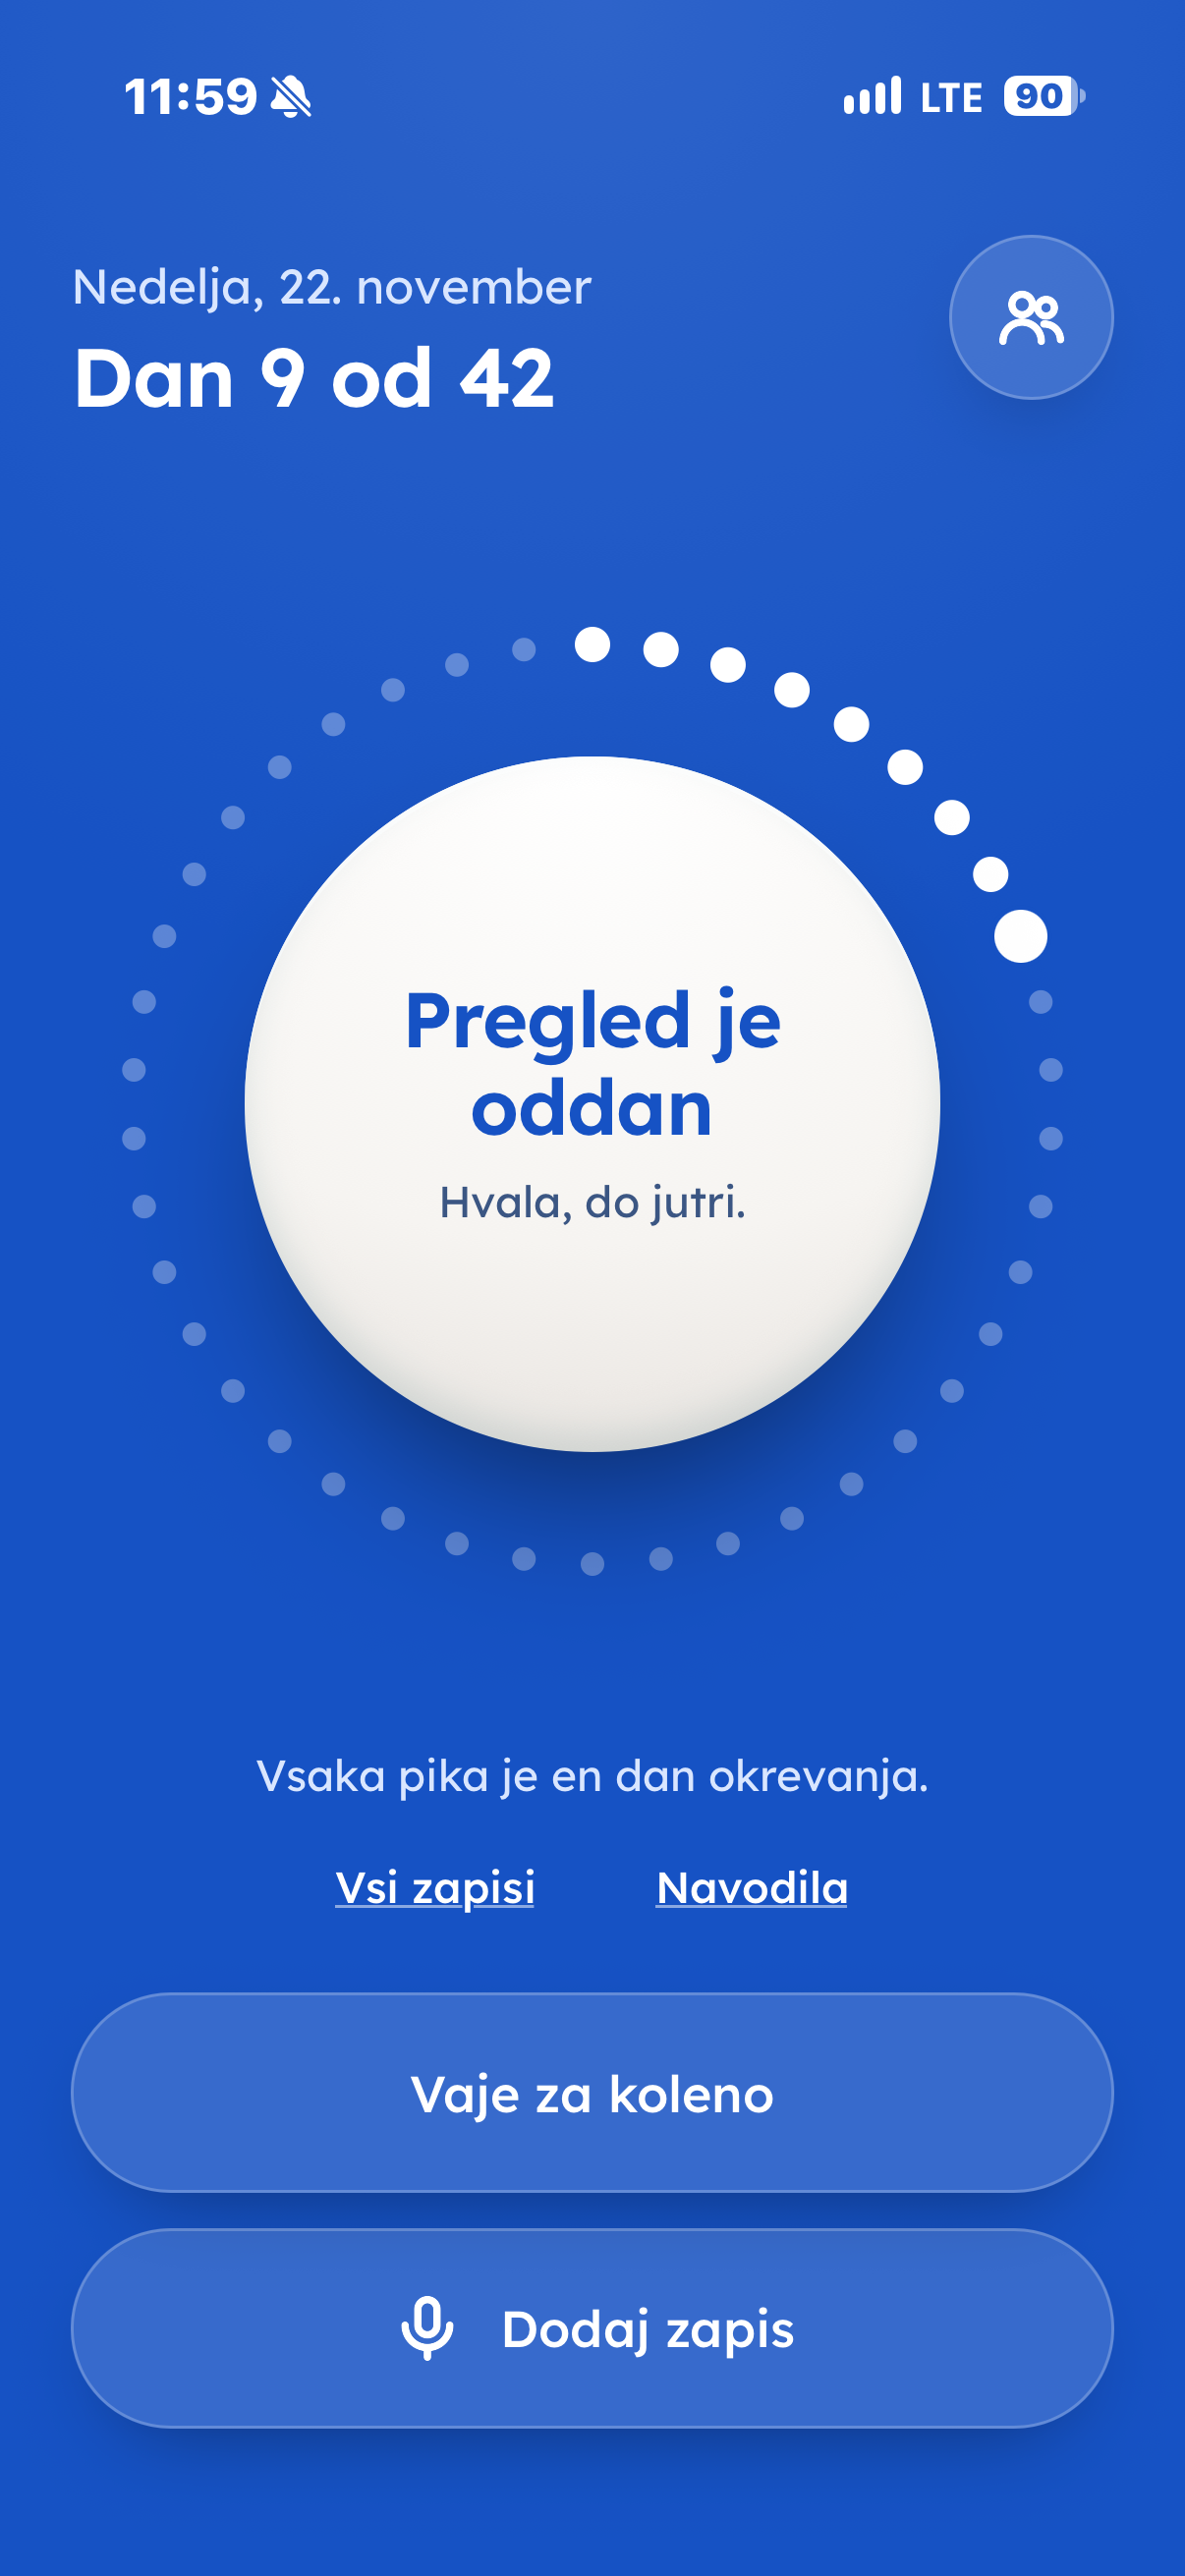 11:59
LTE
90
Nedelja, 22. november
Dan 9 od 42
Pregled je
oddan
Hvala, do jutri.
Vsaka pika je en dan okrevanja.
Vsi zapisi
Navodila
Vaje za koleno
Dodaj zapis